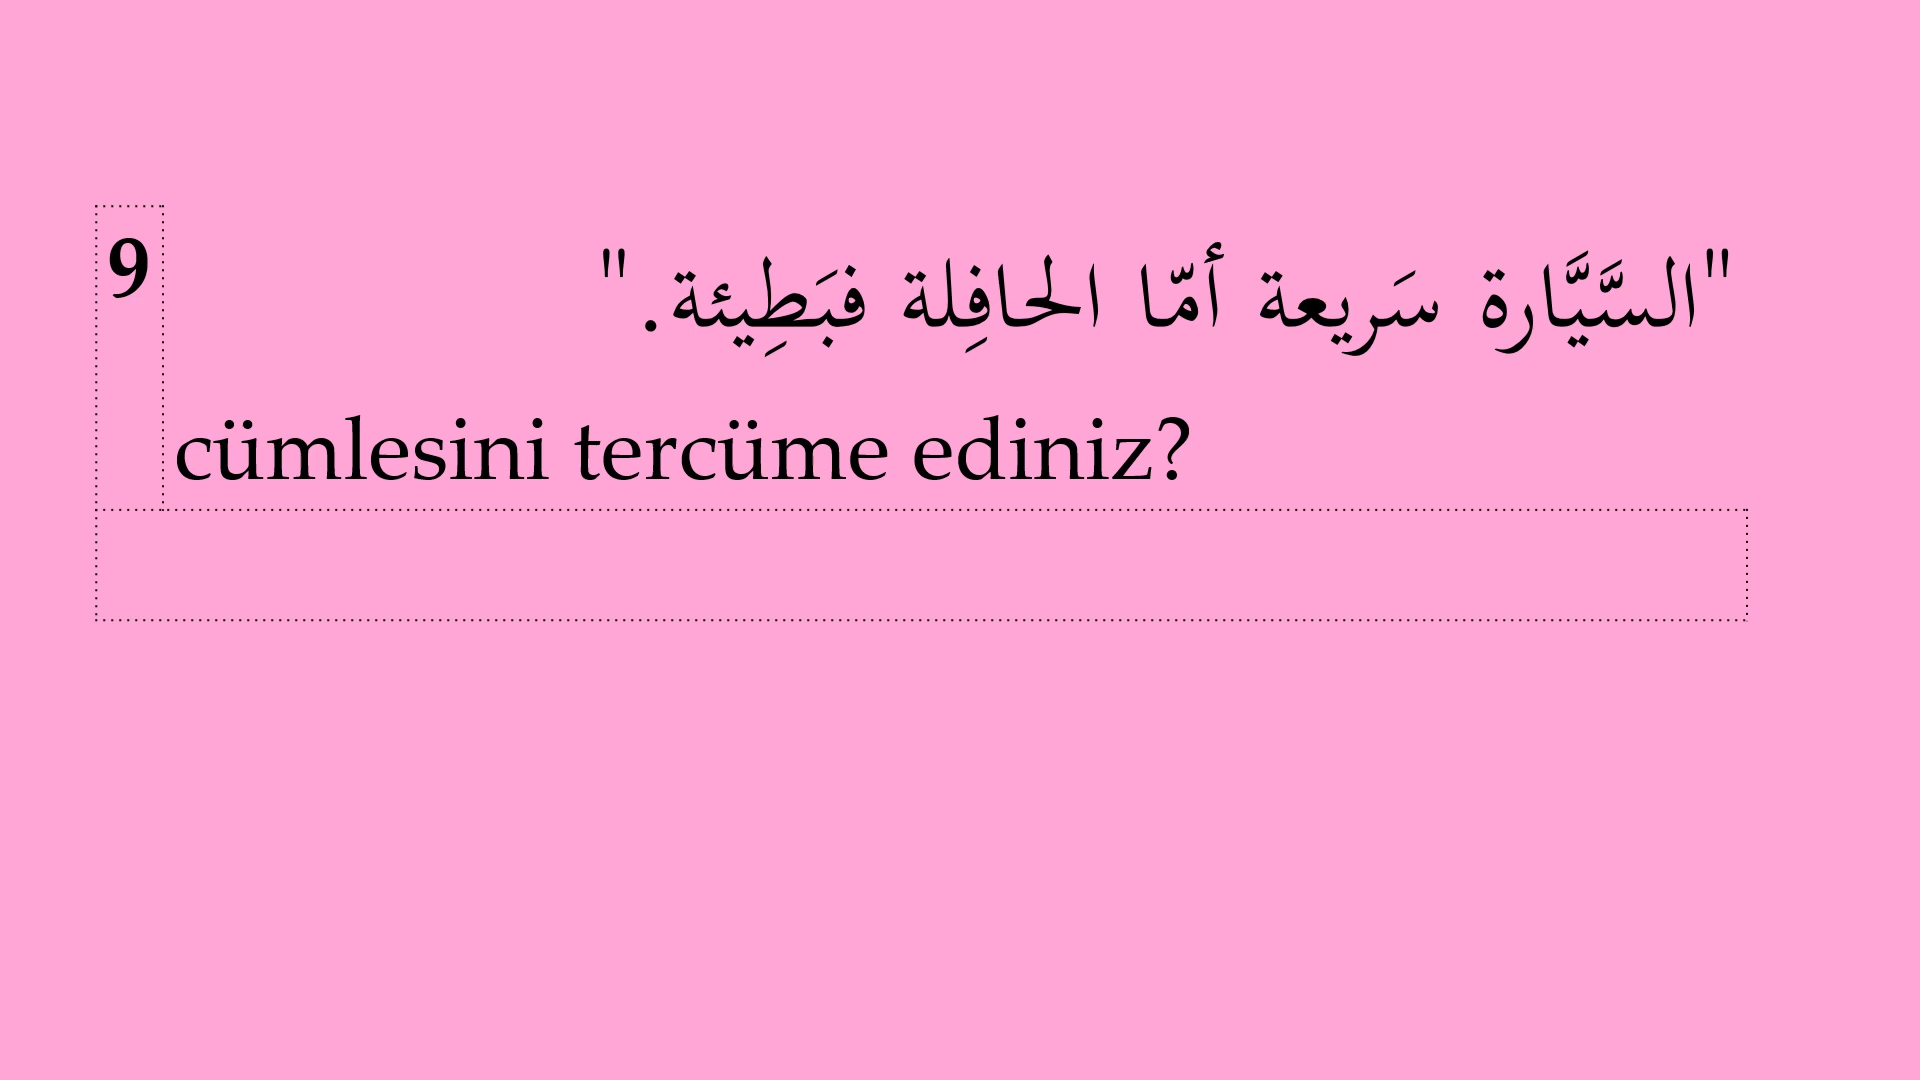 9
"السَّيَّارة سَريعة أمّا الحافِلة فبَطِيئة."
cümlesini tercüme ediniz?